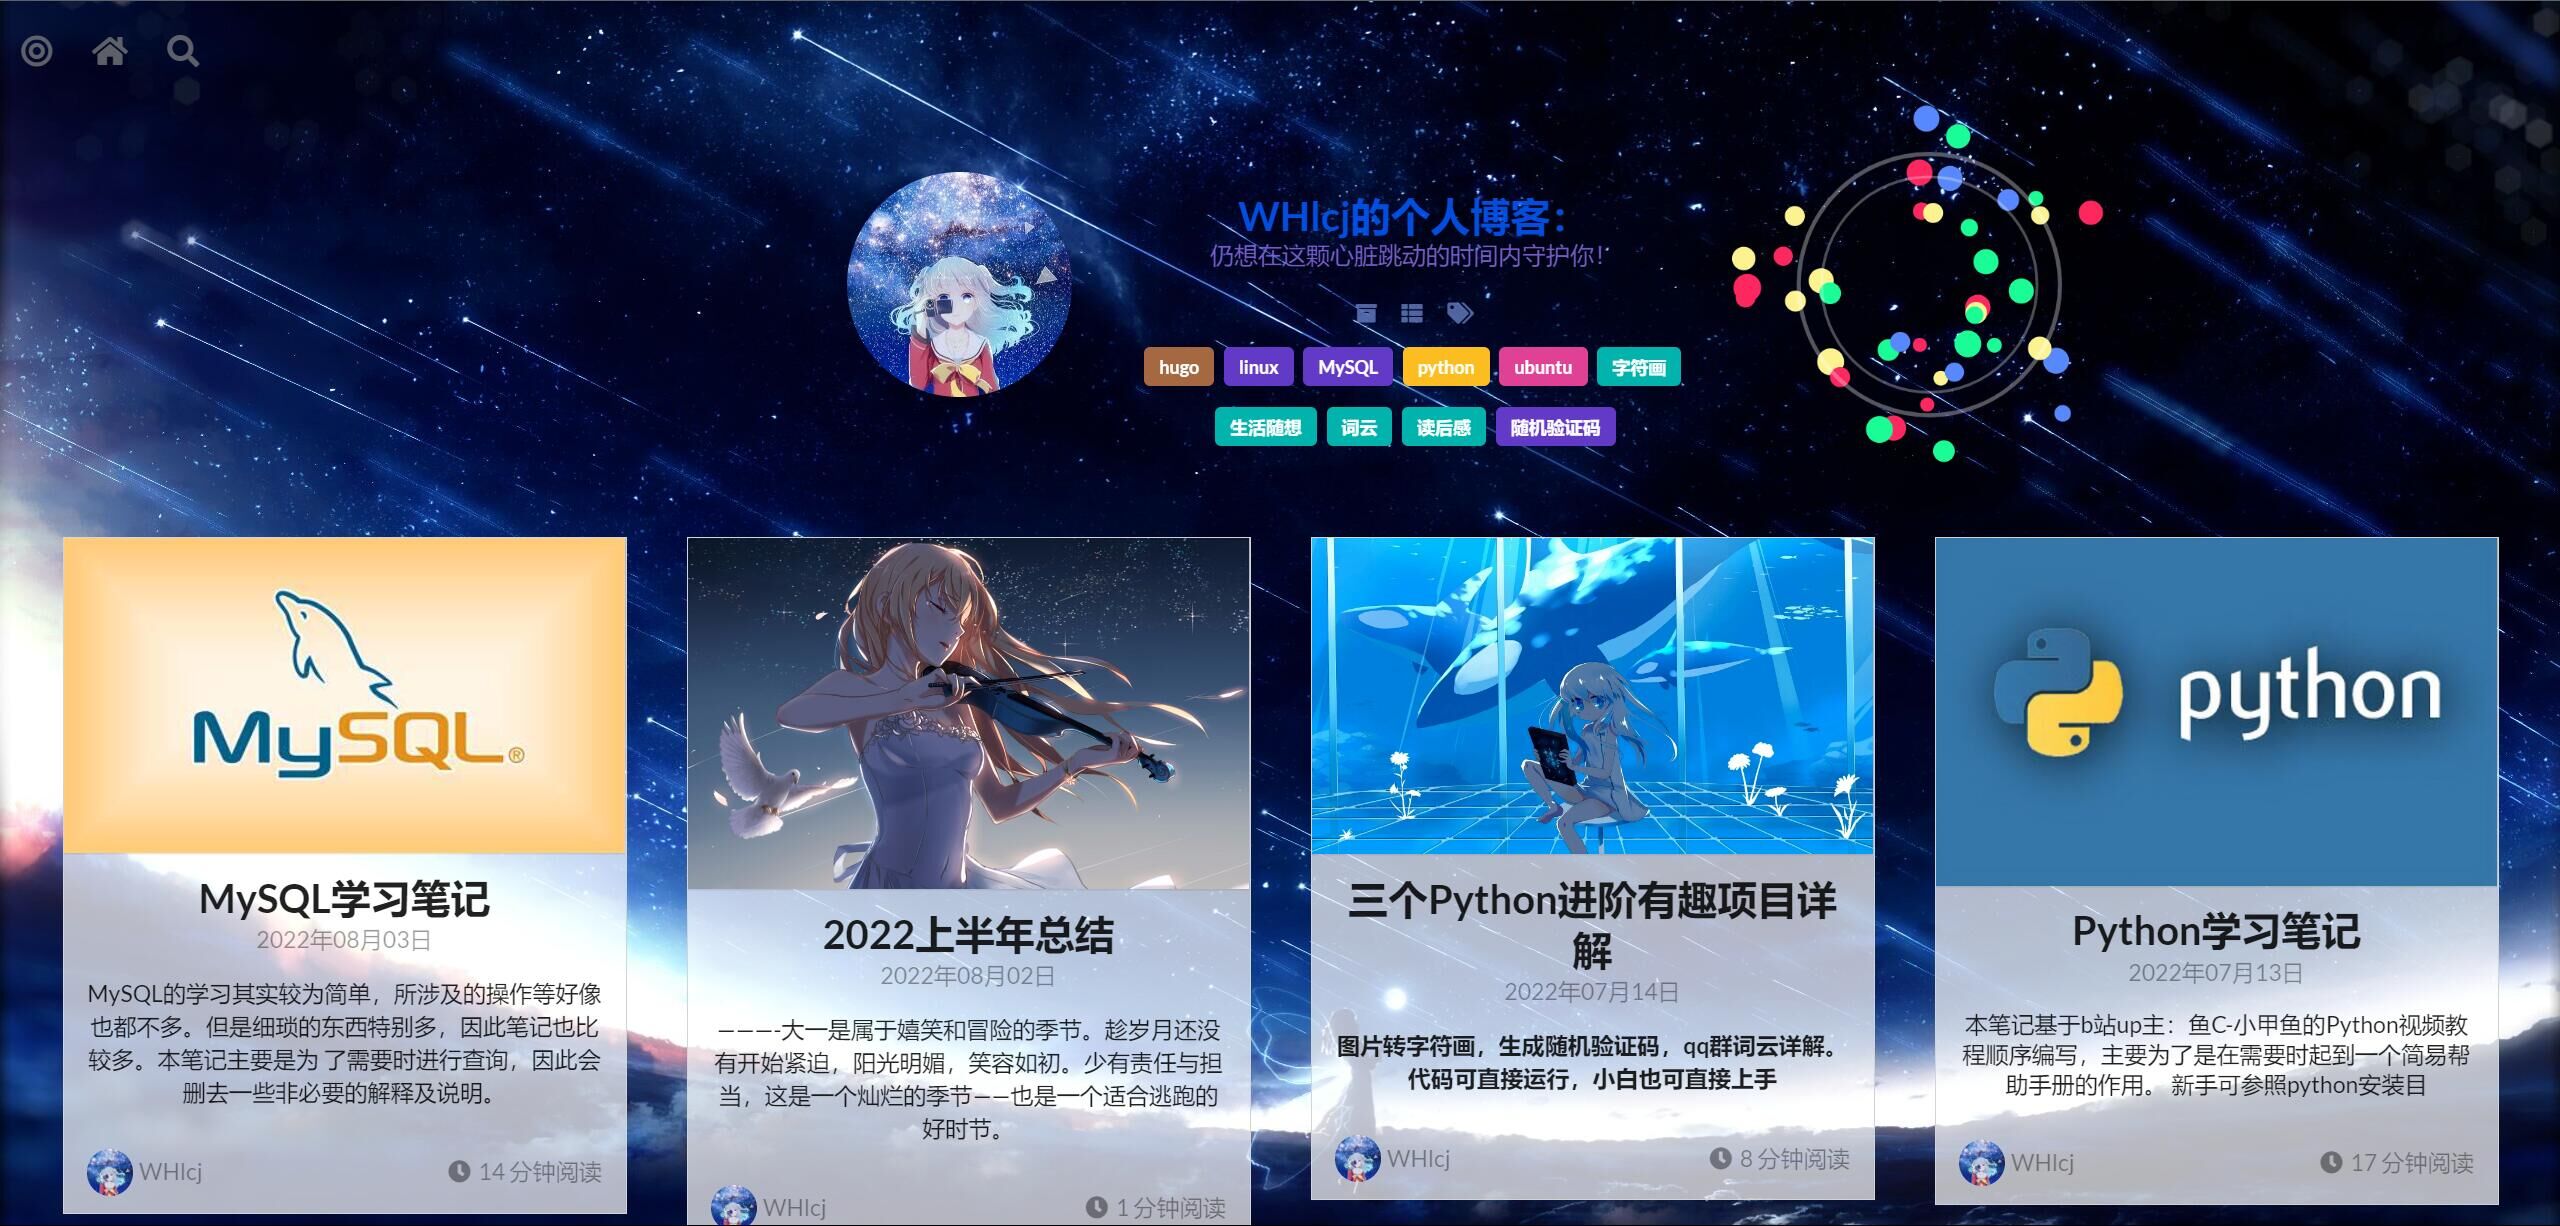 WHlcj的个人博客：
仍想在这颗心脏跳动的时间内守护你！
hugo
linux
MySQL
python
ubuntu
字符画
生活随想
词云
读后感
随机验证码
MySQL®
MySQL学习笔记
2022年08月03日
MySQL的学习其实较为简单，所涉及的操作等好像
也都不多。但是细琐的东西特别多，因此笔记也比
较多。本笔记主要是为 了需要时进行查询，因此会
删去一些非必要的解释及说明。
WHlcj
14 分钟阅读
2022上半年总结
2022年08月02日
———-大一是属于嬉笑和冒险的季节。趁岁月还没
有开始紧迫，阳光明媚，笑容如初。少有责任与担
当，这是一个灿烂的季节——也是一个适合逃跑的
好时节。
WHlcj
1 分钟阅读
三个Python进阶有趣项目详
解
2022年07月14日
图片转字符画，生成随机验证码，qq群词云详解。
代码可直接运行，小白也可直接上手
WHlcj
8 分钟阅读
python
Python学习笔记
2022年07月13日
本笔记基于b站up主：鱼C-小甲鱼的Python视频教
程顺序编写，主要为了是在需要时起到一个简易帮
助手册的作用。 新手可参照python安装目
WHlcj
17 分钟阅读